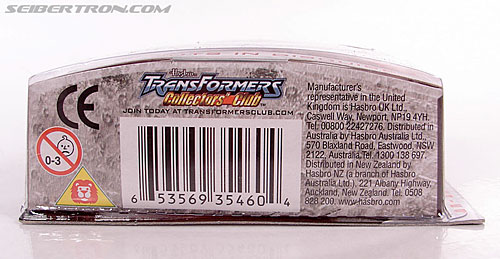 SEIBERTRON.COM
TRANSFORMERS
Collectors Club
JOIN TODAY AT TRANSFORMERSCLUB.COM
CE
0-3
6 53569 35460 4
Manufacturer's
representative in the United
Kingdom is Hasbro UK Ltd.,
Caswell Way, Newport, NP19 4YH.
Tel: 00800 22427276. Distributed in
Australia by Hasbro Australia Ltd.,
570 Blaxland Road, Eastwood, NSW
2122, Australia.Tel: 1300 138 697.
Distributed in New Zealand by
Hasbro NZ (a branch of Hasbro
Australia Ltd.), 221 Albany Highway,
Auckland, New Zealand. Tel: 0508
828 200. www.hasbro.com